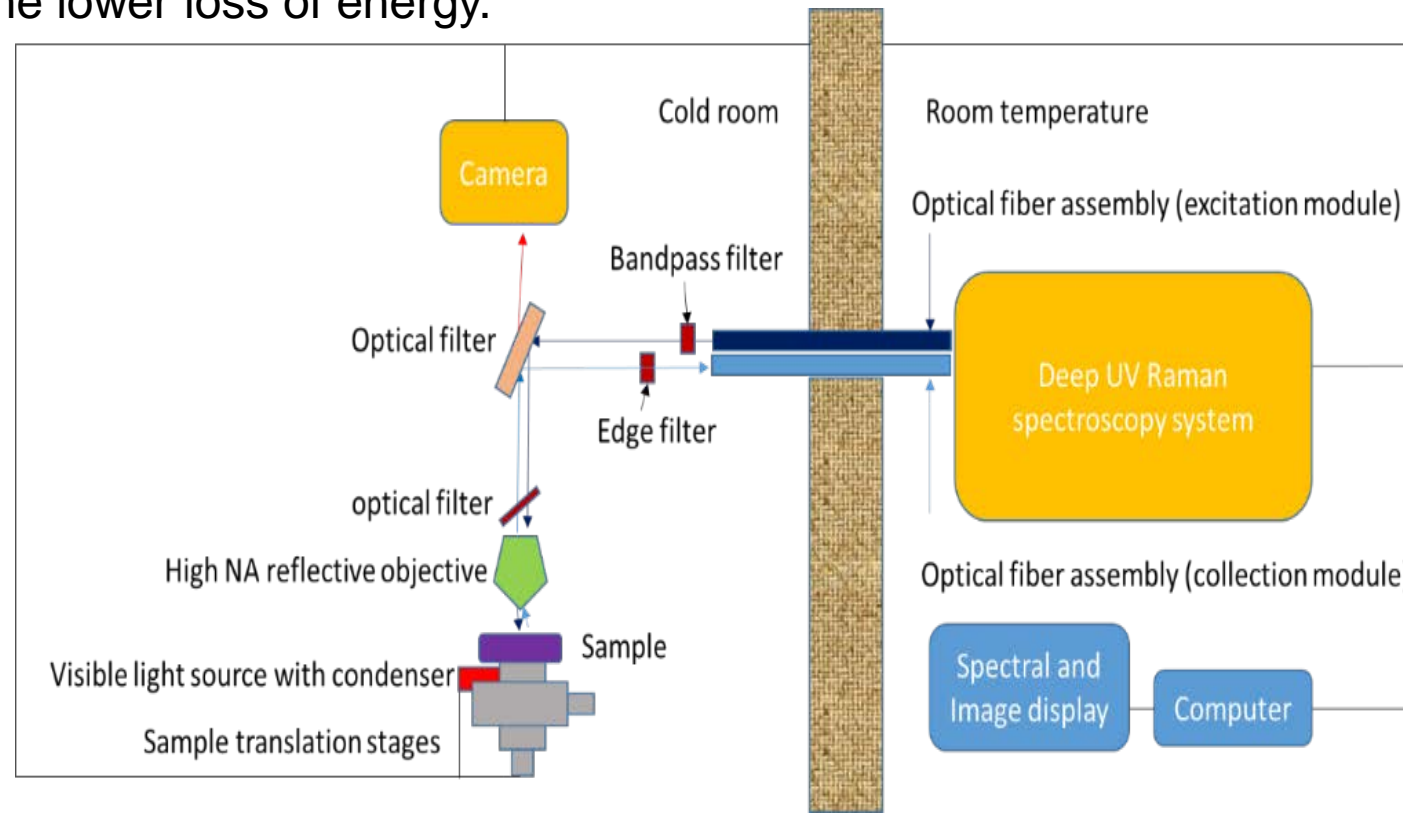 ne lower loss of energy.
Cold room
Room temperature
Camera
Optical fiber assembly (excitation module)
Bandpass filter
Optical filter
Deep UV Raman
spectroscopy system
Edge filter
optical filter
High NA reflective objective
Optical fiber assembly (collection module
Sample
Visible light source with condenser
Spectral and
Image display
Computer
Sample translation stages